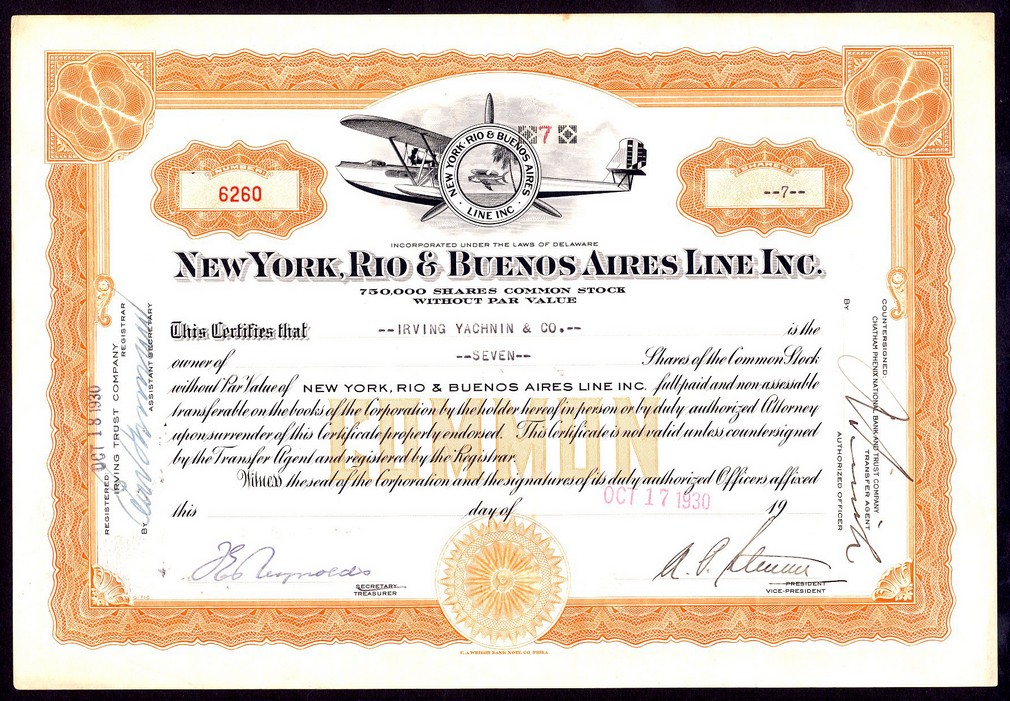 NEW YORK · RIO & BUENOS AIRES
LINE INC
7
NUMBER
6260
SHARES
--7--
INCORPORATED UNDER THE LAWS OF DELAWARE
NEW YORK, RIO & BUENOS AIRES LINE INC.
750,000 SHARES COMMON STOCK
WITHOUT PAR VALUE
This Certifies that --IRVING YACHNIN & CO.-- is the
owner of --SEVEN-- Shares of the Common Stock
without Par Value of NEW YORK, RIO & BUENOS AIRES LINE INC. full paid and non-assessable
transferable on the books of the Corporation by the holder hereof in person or by duly authorized Attorney
upon surrender of this Certificate properly endorsed. This Certificate is not valid unless countersigned
by the Transfer Agent and registered by the Registrar.
COMMON
Witness the seal of the Corporation and the signatures of its duly authorized Officers affixed
this day of OCT 17 1930 19
SECRETARY
TREASURER
PRESIDENT
VICE-PRESIDENT
REGISTERED OCT 18 1930
IRVING TRUST COMPANY
REGISTRAR
BY
ASSISTANT SECRETARY
COUNTERSIGNED
CHATHAM PHENIX NATIONAL BANK AND TRUST COMPANY
TRANSFER AGENT
BY
AUTHORIZED OFFICER
E.A. WRIGHT BANK NOTE CO. PHILA.